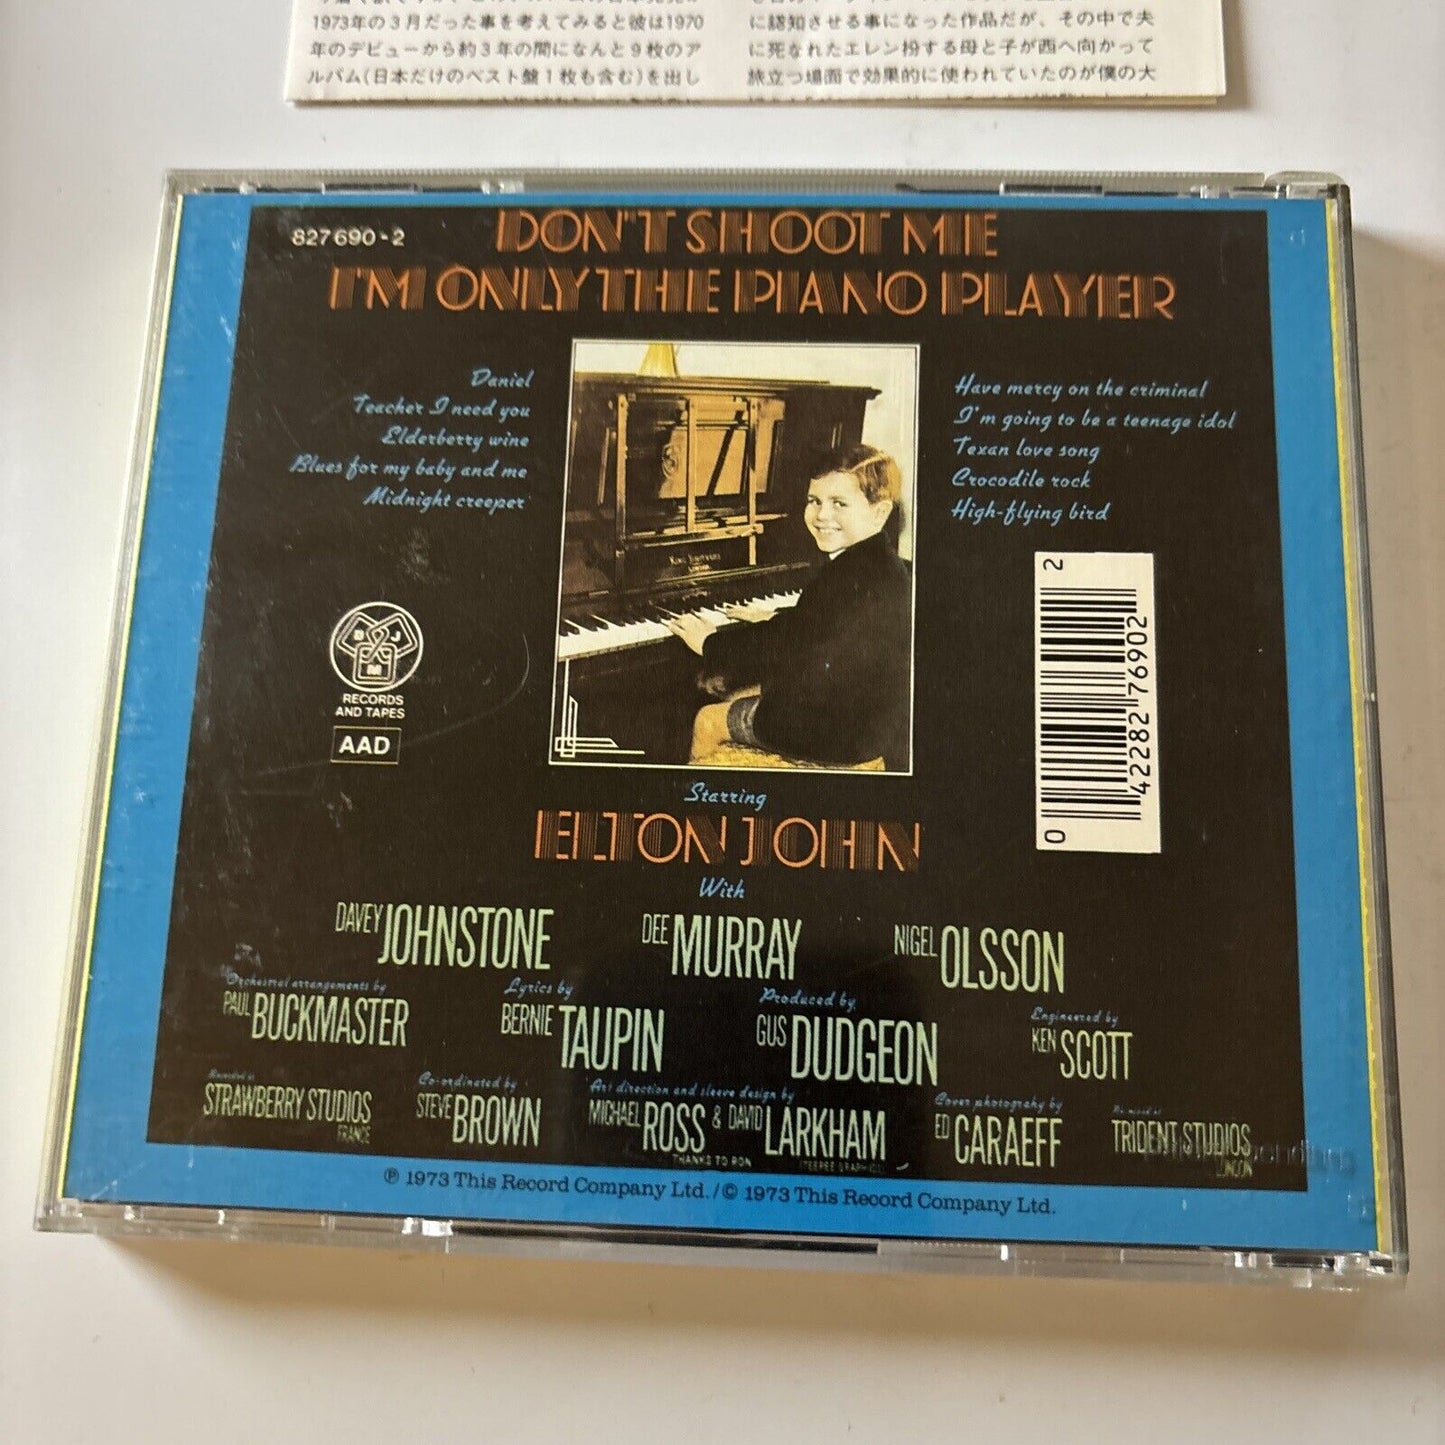 1973年の3月だった事を考えてみると彼は1970
年のデビューから約3年の間になんと9枚のア
ルバム(日本だけのベスト盤1枚も含む)を出し
に認知させる事になった作品だが、その中で夫
に死なれたエレン扮する母と子が西へ向かって
旅立つ場面で効果的に使われていたのが僕の大
827690-2
DON'T SHOOT ME
I'M ONLY THE PIANO PLAYER
Daniel
Teacher I need you
Elderberry wine
Blues for my baby and me
Midnight creeper
Have mercy on the criminal
I'm going to be a teenage idol
Texan love song
Crocodile rock
High-flying bird
DJM
RECORDS
AND TAPES
AAD
0 42282 76902 2
Starring
ELTON JOHN
With
DAVEY JOHNSTONE DEE MURRAY NIGEL OLSSON
Orchestral arrangements by
PAUL BUCKMASTER
Lyrics by
BERNIE TAUPIN
Produced by
GUS DUDGEON
Engineered by
KEN SCOTT
Recorded at
STRAWBERRY STUDIOS
FRANCE
Co-ordinated by
STEVE BROWN
Art direction and sleeve design by
MICHAEL ROSS & DAVID LARKHAM
THANKS TO RON
Cover photography by
ED CARAEFF
Re-mixed at
TRIDENT STUDIOS
LONDON
℗ 1973 This Record Company Ltd./© 1973 This Record Company Ltd.